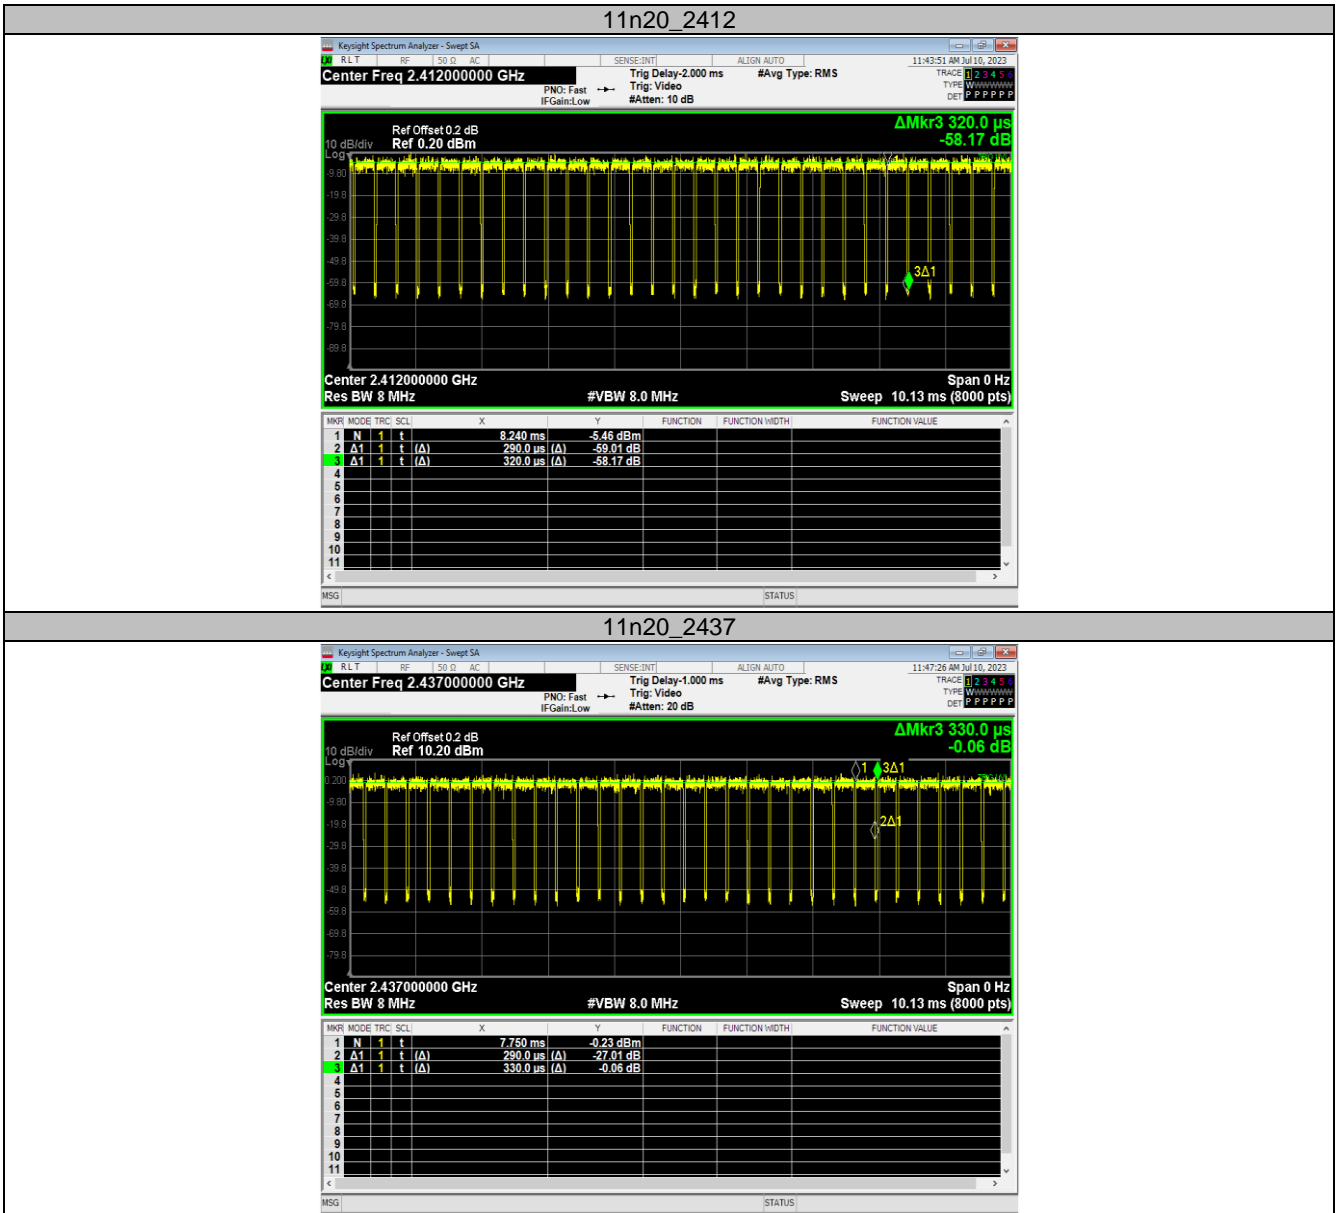 11n20_2412
Keysight Spectrum Analyzer - Swept SA
LXI RLT RF 50 Ω AC SENSE:INT ALIGN AUTO 11:43:51 AM Jul 10, 2023
Center Freq 2.412000000 GHz Trig Delay-2.000 ms #Avg Type: RMS TRACE 1 2 3 4 5 6
PNO: Fast Trig: Video TYPE WWWWWW
IFGain:Low #Atten: 10 dB DET P P P P P P
ΔMkr3 320.0 µs
-58.17 dB
Ref Offset 0.2 dB
10 dB/div Ref 0.20 dBm
Log
-9.80
-19.8
-29.8
-39.8
-49.8
-59.8
-69.8
-79.8
-89.8
3Δ1
Center 2.412000000 GHz Span 0 Hz
Res BW 8 MHz #VBW 8.0 MHz Sweep 10.13 ms (8000 pts)
MKR MODE TRC SCL X Y FUNCTION FUNCTION WIDTH FUNCTION VALUE
1 N 1 t 8.240 ms -5.46 dBm
2 Δ1 1 t (Δ) 290.0 µs (Δ) -59.01 dB
3 Δ1 1 t (Δ) 320.0 µs (Δ) -58.17 dB
4
5
6
7
8
9
10
11
MSG STATUS
11n20_2437
Keysight Spectrum Analyzer - Swept SA
LXI RLT RF 50 Ω AC SENSE:INT ALIGN AUTO 11:47:26 AM Jul 10, 2023
Center Freq 2.437000000 GHz Trig Delay-1.000 ms #Avg Type: RMS TRACE 1 2 3 4 5 6
PNO: Fast Trig: Video TYPE WWWWWW
IFGain:Low #Atten: 20 dB DET P P P P P P
ΔMkr3 330.0 µs
-0.06 dB
Ref Offset 0.2 dB
10 dB/div Ref 10.20 dBm
Log
0.200
-9.80
-19.8
-29.8
-39.8
-49.8
-59.8
-69.8
-79.8
1 3Δ1
2Δ1
Center 2.437000000 GHz Span 0 Hz
Res BW 8 MHz #VBW 8.0 MHz Sweep 10.13 ms (8000 pts)
MKR MODE TRC SCL X Y FUNCTION FUNCTION WIDTH FUNCTION VALUE
1 N 1 t 7.750 ms -0.23 dBm
2 Δ1 1 t (Δ) 290.0 µs (Δ) -27.01 dB
3 Δ1 1 t (Δ) 330.0 µs (Δ) -0.06 dB
4
5
6
7
8
9
10
11
MSG STATUS